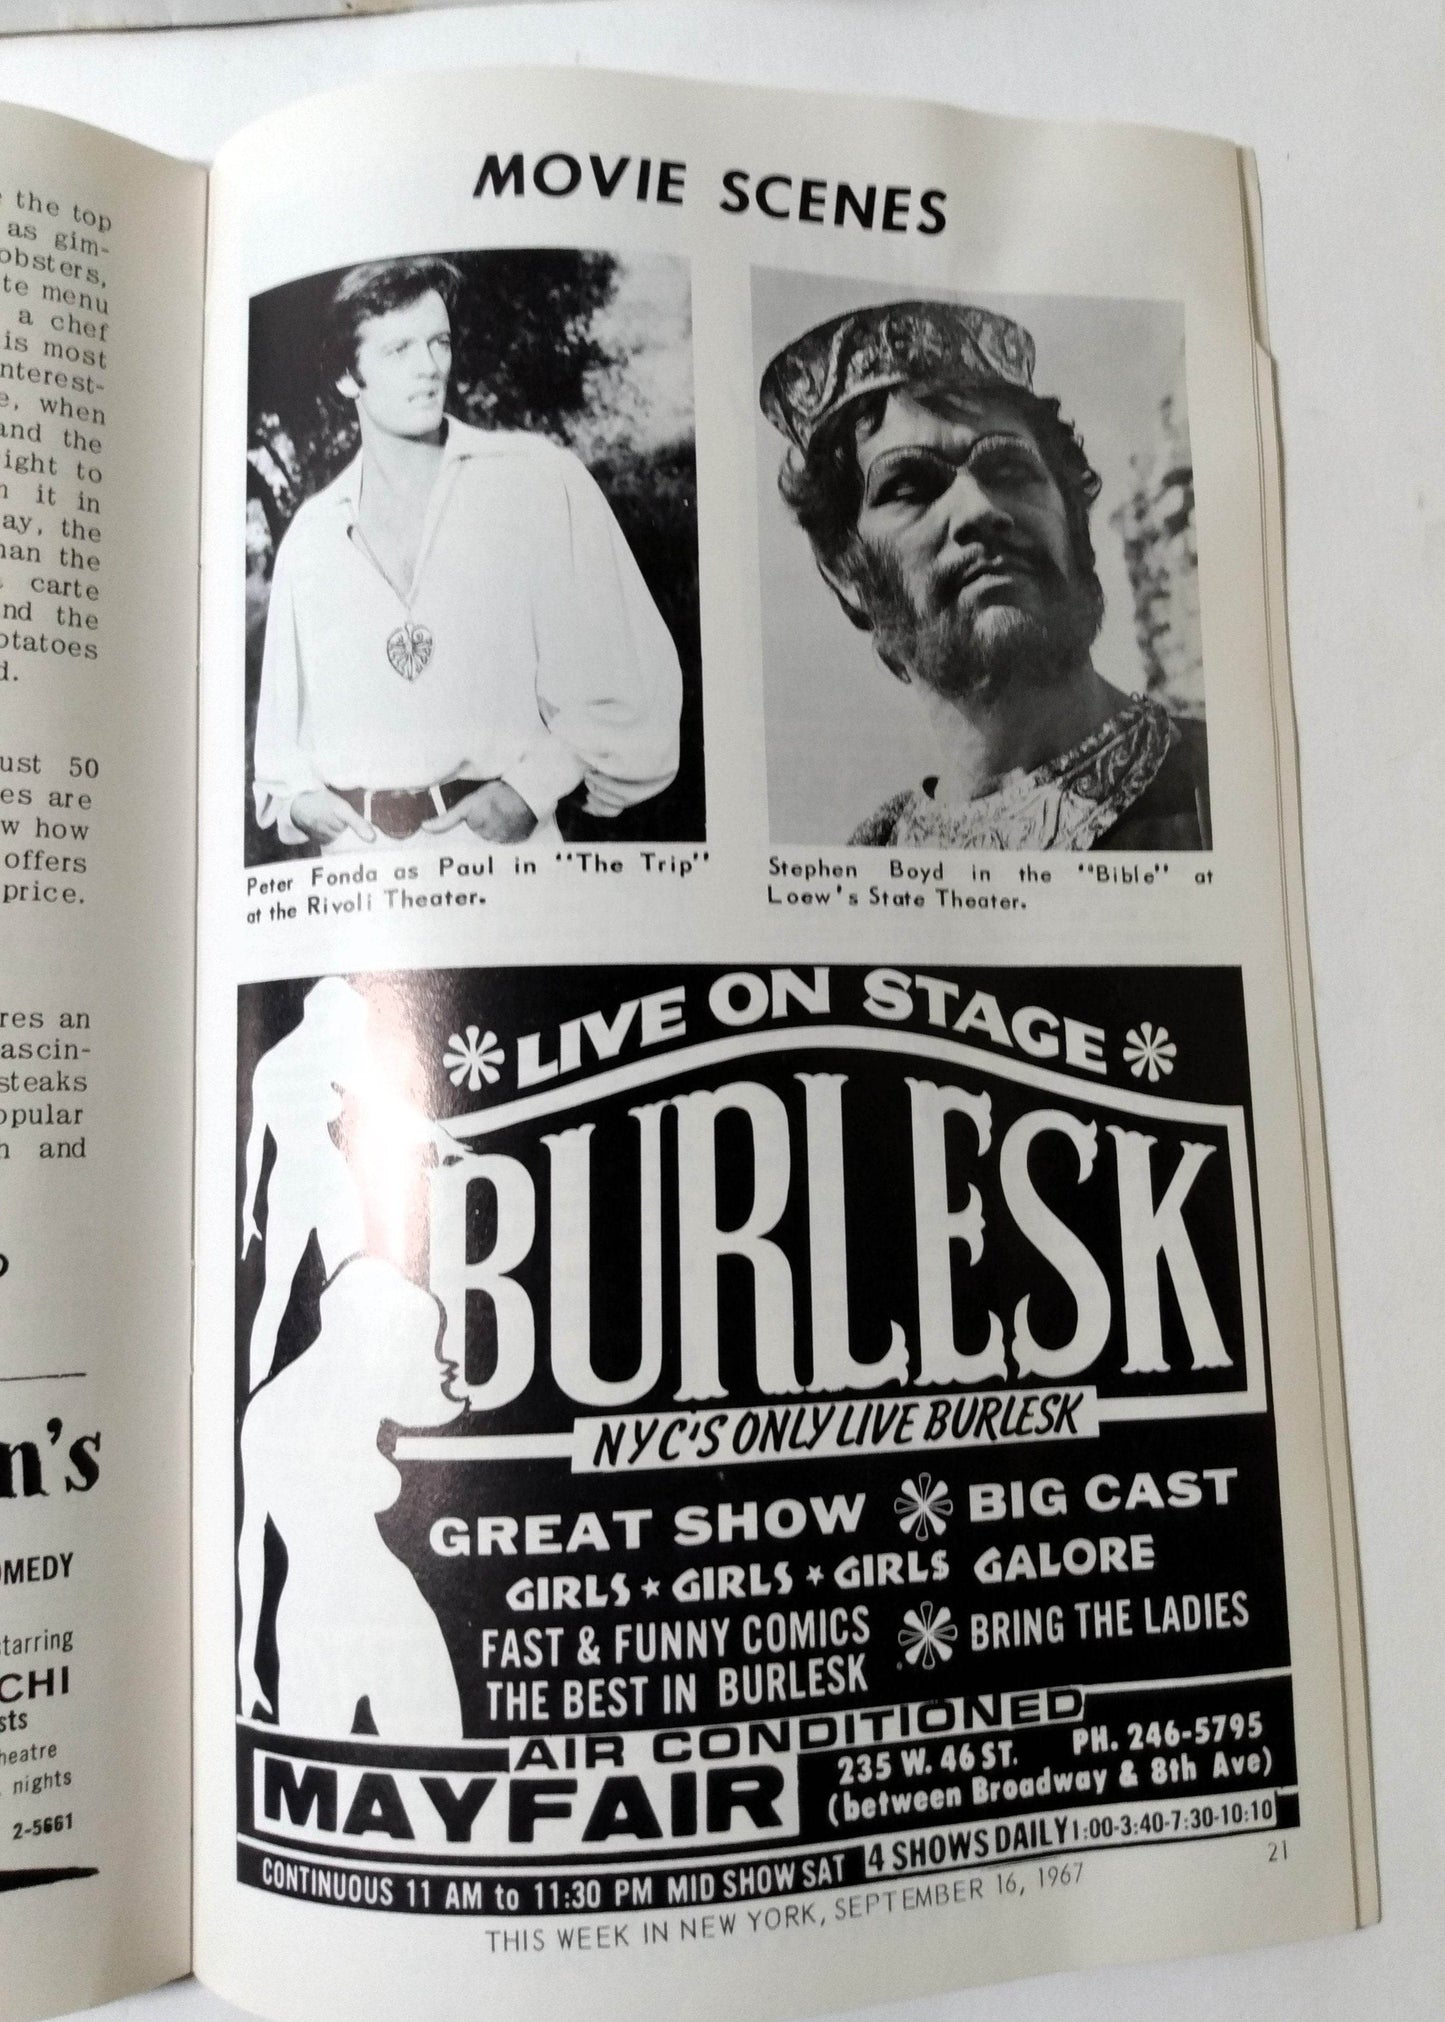 the top
as gim-
obsters,
te menu
a chef
is most
nterest-
e, when
and the
ight to
it in
ay, the
han the
carte
nd the
otatoes
d.
ust 50
es are
w how
offers
price.
res an
ascin-
steaks
opular
and
n's
OMEDY
tarring
CHI
sts
heatre
nights
2-5661
MOVIE SCENES
Peter Fonda as Paul in "The Trip"
at the Rivoli Theater.
Stephen Boyd in the "Bible" at
Loew's State Theater.
LIVE ON STAGE
BURLESK
NYC'S ONLY LIVE BURLESK
GREAT SHOW BIG CAST
GIRLS ★ GIRLS ★ GIRLS GALORE
FAST & FUNNY COMICS BRING THE LADIES
THE BEST IN BURLESK
AIR CONDITIONED
MAYFAIR
235 W. 46 ST. PH. 246-5795
(between Broadway & 8th Ave)
CONTINUOUS 11 AM to 11:30 PM MID SHOW SAT 4 SHOWS DAILY 1:00-3:40-7:30-10:10
THIS WEEK IN NEW YORK, SEPTEMBER 16, 1967
21